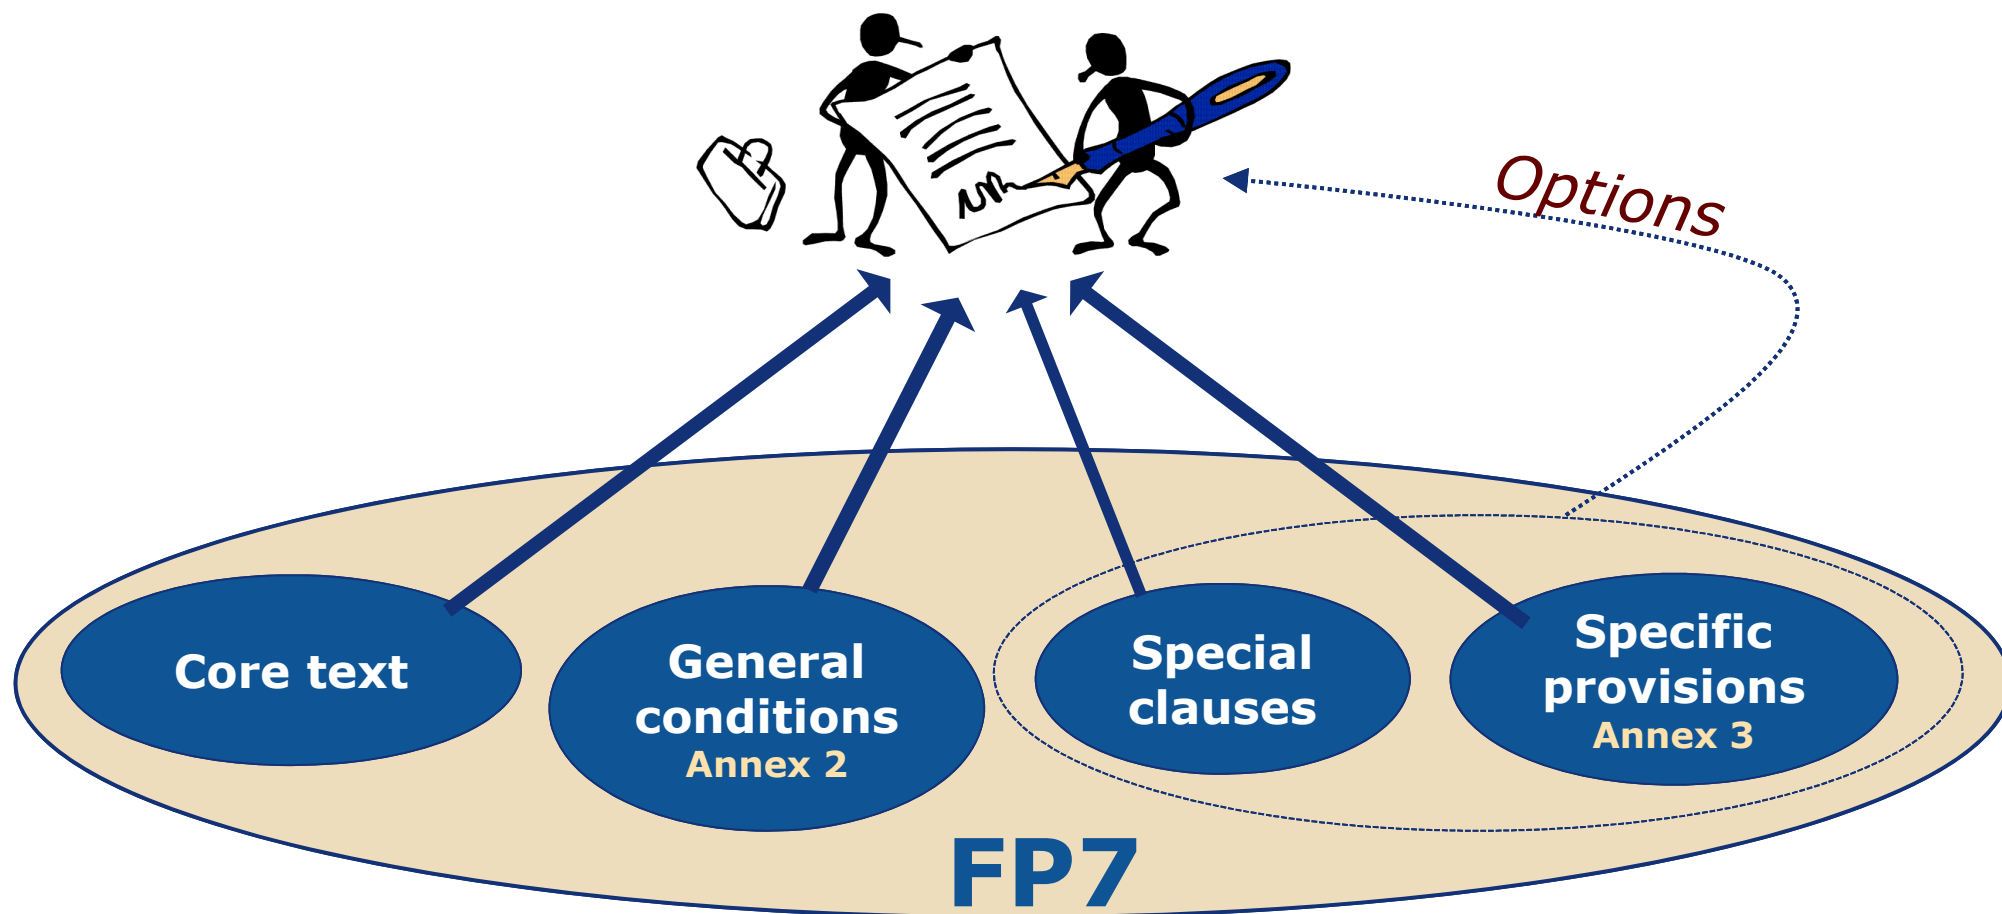 Options
Core text
General
conditions
Annex 2
Special
clauses
Specific
provisions
Annex 3
FP7